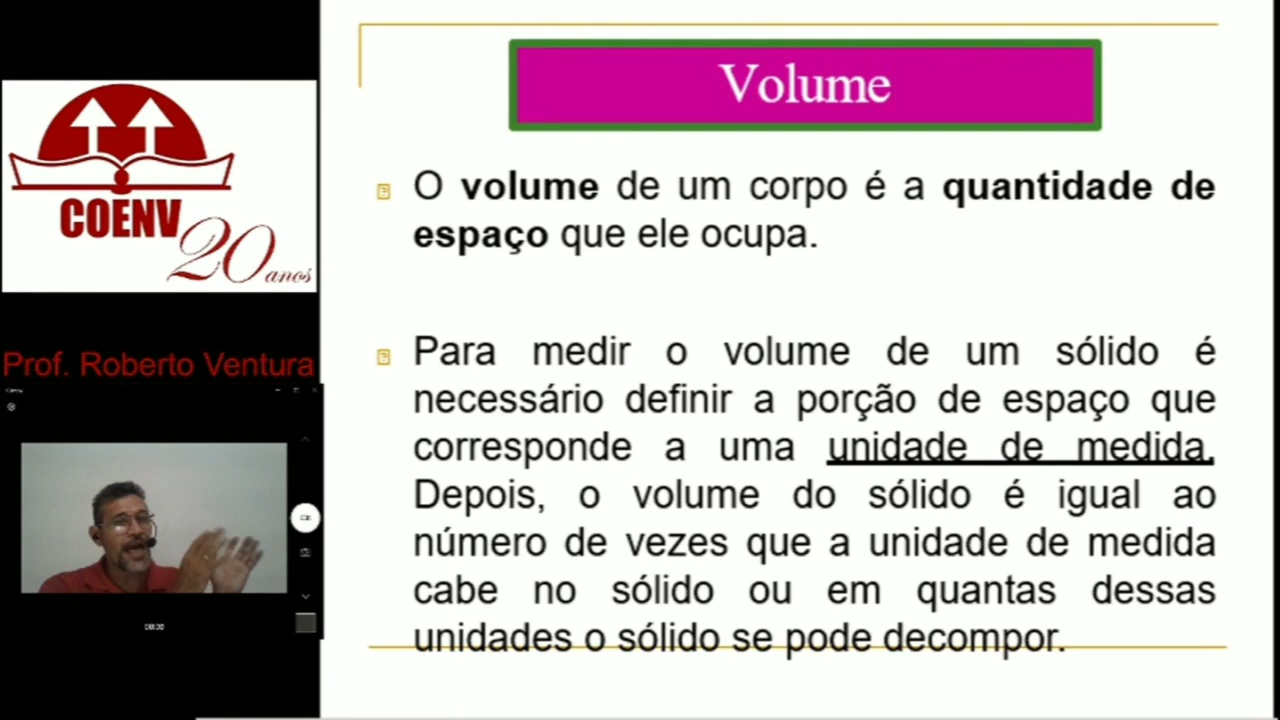 COENV
20 anos
Prof. Roberto Ventura
Volume
O volume de um corpo é a quantidade de
espaço que ele ocupa.
Para medir o volume de um sólido é
necessário definir a porção de espaço que
corresponde a uma unidade de medida.
Depois, o volume do sólido é igual ao
número de vezes que a unidade de medida
cabe no sólido ou em quantas dessas
unidades o sólido se pode decompor.